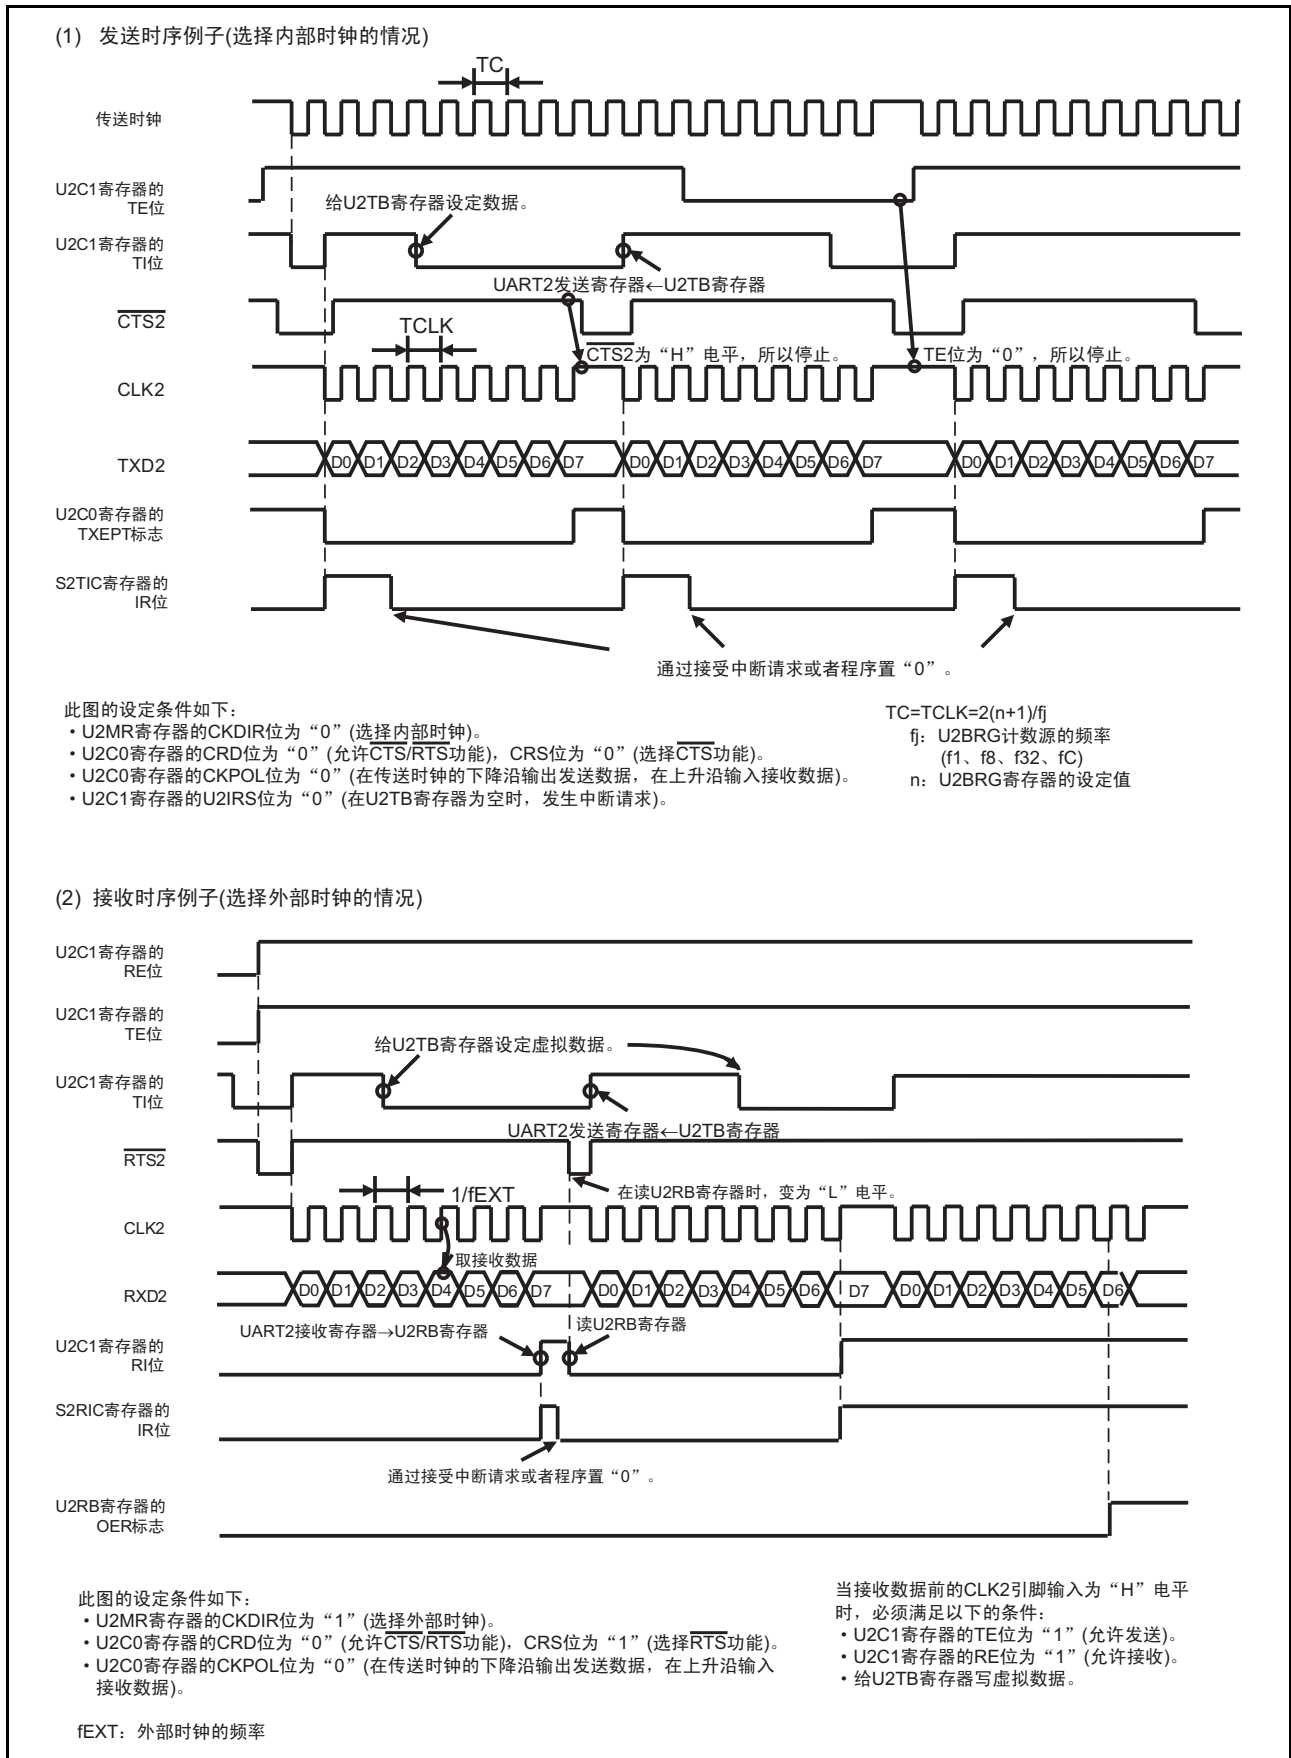 (1) 发送时序例子(选择内部时钟的情况)
TC
传送时钟
U2C1寄存器的
TE位
给U2TB寄存器设定数据。
U2C1寄存器的
TI位
UART2发送寄存器←U2TB寄存器
CTS2
TCLK
CTS2为“H”电平，所以停止。
TE位为“0”，所以停止。
CLK2
TXD2
D0 D1 D2 D3 D4 D5 D6 D7 D0 D1 D2 D3 D4 D5 D6 D7 D0 D1 D2 D3 D4 D5 D6 D7
U2C0寄存器的
TXEPT标志
S2TIC寄存器的
IR位
通过接受中断请求或者程序置“0”。
此图的设定条件如下：
・U2MR寄存器的CKDIR位为“0”(选择内部时钟)。
・U2C0寄存器的CRD位为“0”(允许CTS/RTS功能)，CRS位为“0”(选择CTS功能)。
・U2C0寄存器的CKPOL位为“0”(在传送时钟的下降沿输出发送数据，在上升沿输入接收数据)。
・U2C1寄存器的U2IRS位为“0”(在U2TB寄存器为空时，发生中断请求)。
TC=TCLK=2(n+1)/fj
fj：U2BRG计数源的频率
(f1、f8、f32、fC)
n：U2BRG寄存器的设定值
(2) 接收时序例子(选择外部时钟的情况)
U2C1寄存器的
RE位
U2C1寄存器的
TE位
给U2TB寄存器设定虚拟数据。
U2C1寄存器的
TI位
UART2发送寄存器←U2TB寄存器
RTS2
1/fEXT
在读U2RB寄存器时，变为“L”电平。
CLK2
取接收数据
RXD2
D0 D1 D2 D3 D4 D5 D6 D7 D0 D1 D2 D3 D4 D5 D6 D7 D0 D1 D2 D3 D4 D5 D6
UART2接收寄存器→U2RB寄存器
读U2RB寄存器
U2C1寄存器的
RI位
S2RIC寄存器的
IR位
通过接受中断请求或者程序置“0”。
U2RB寄存器的
OER标志
此图的设定条件如下：
・U2MR寄存器的CKDIR位为“1”(选择外部时钟)。
・U2C0寄存器的CRD位为“0”(允许CTS/RTS功能)，CRS位为“1”(选择RTS功能)。
・U2C0寄存器的CKPOL位为“0”(在传送时钟的下降沿输出发送数据，在上升沿输入
接收数据)。
fEXT：外部时钟的频率
当接收数据前的CLK2引脚输入为“H”电平
时，必须满足以下的条件：
・U2C1寄存器的TE位为“1”(允许发送)。
・U2C1寄存器的RE位为“1”(允许接收)。
・给U2TB寄存器写虚拟数据。